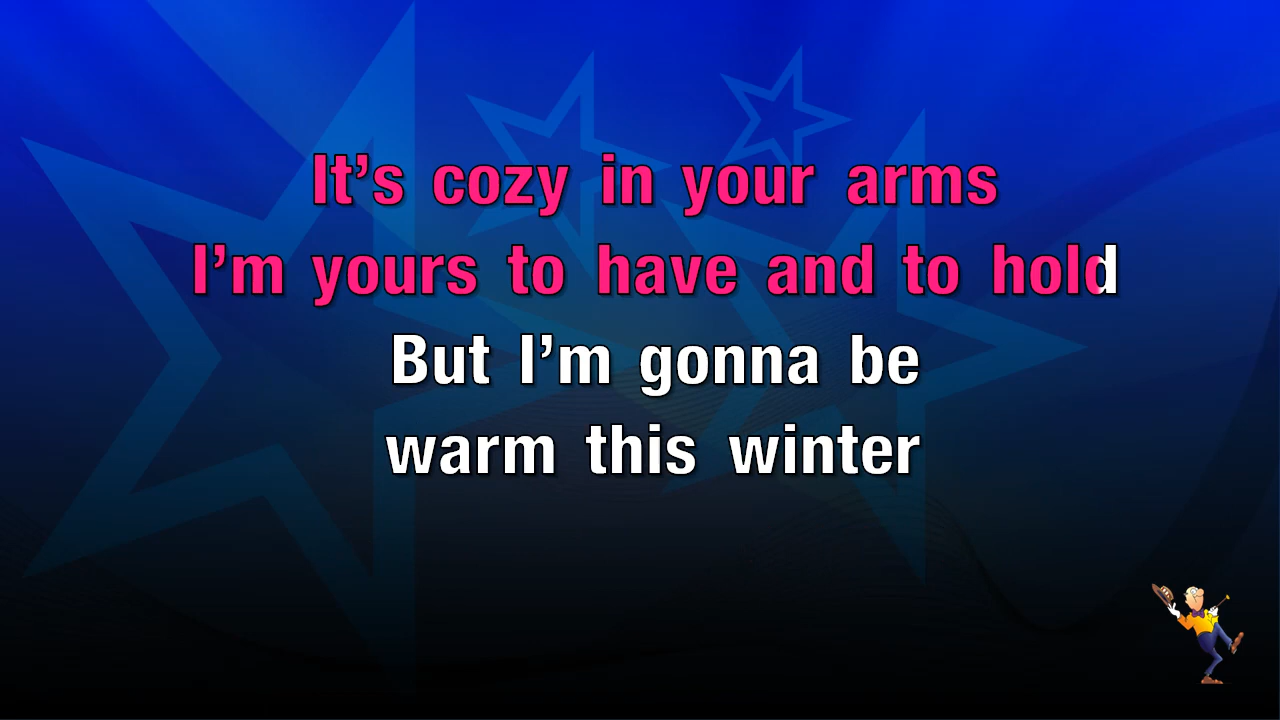 It’s cozy in your arms
I’m yours to have and to hold
But I’m gonna be
warm this winter